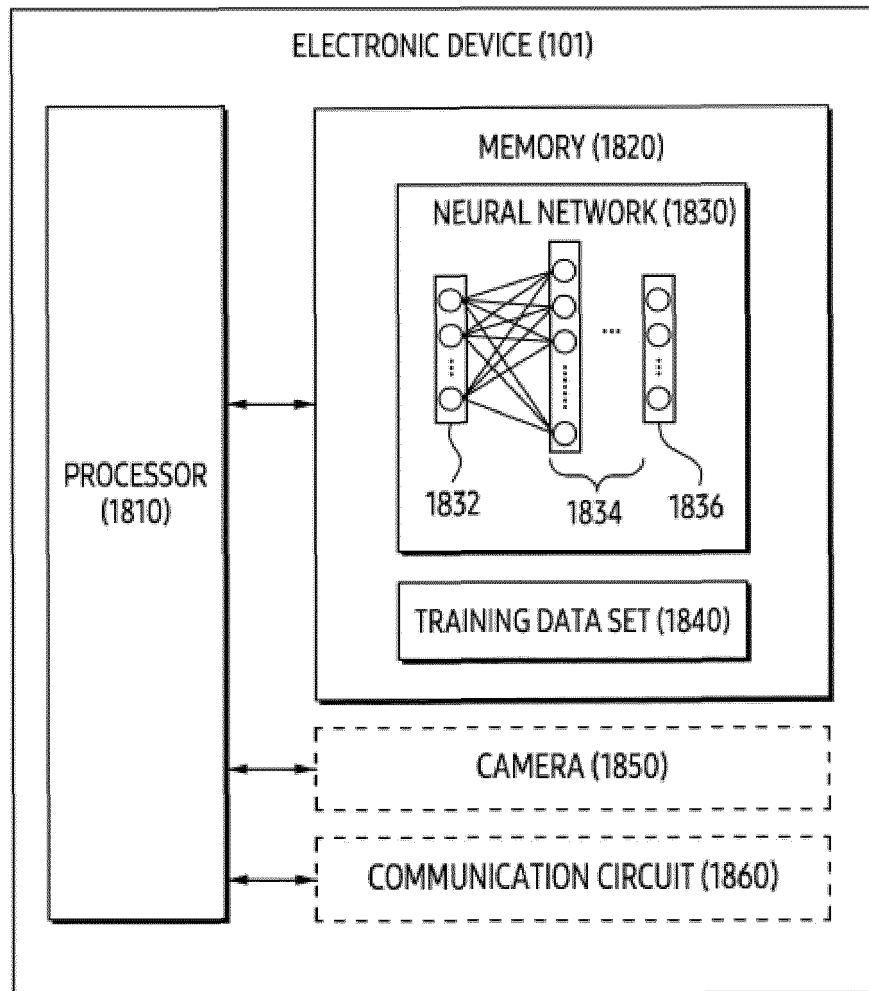 ELECTRONIC DEVICE (101)
MEMORY (1820)
NEURAL NETWORK (1830)
...
1832
1834
1836
PROCESSOR
(1810)
TRAINING DATA SET (1840)
CAMERA (1850)
COMMUNICATION CIRCUIT (1860)